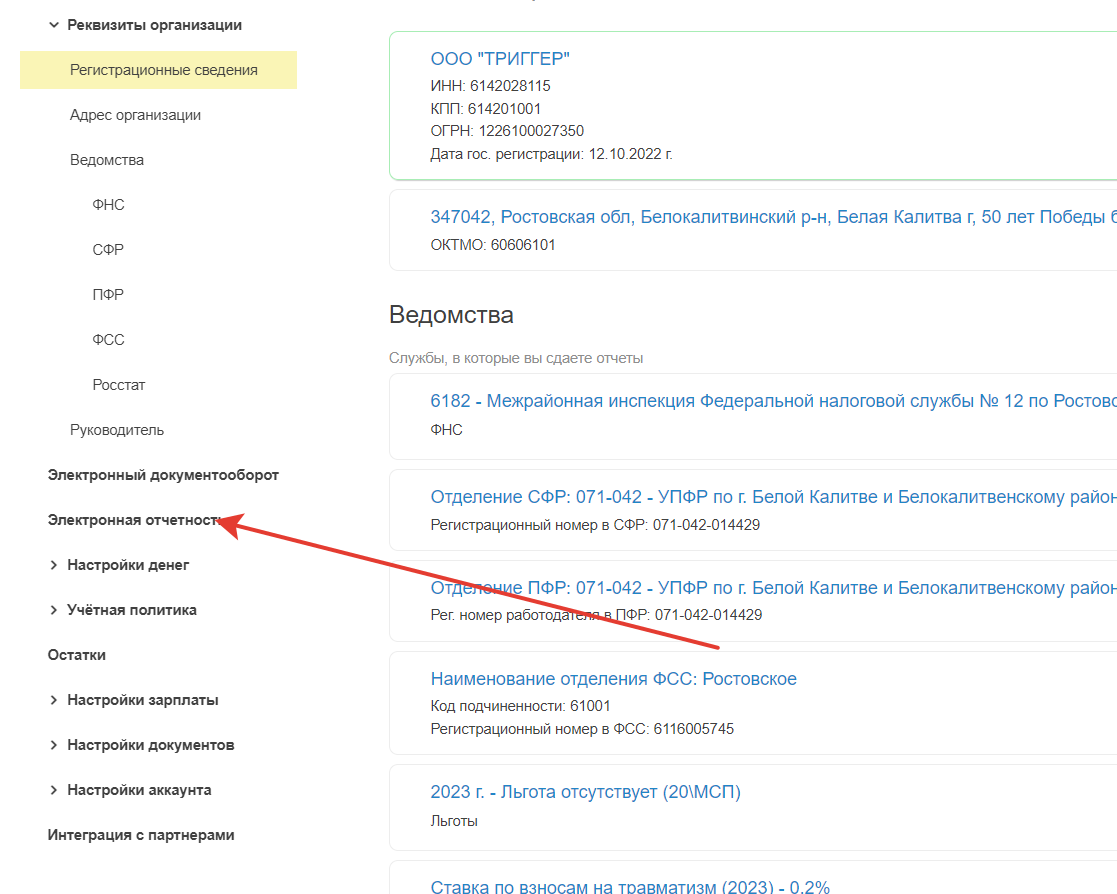 Реквизиты организации
Регистрационные сведения
Адрес организации
Ведомства
ФНС
СФР
ПФР
ФСС
Росстат
Руководитель
Электронный документооборот
Электронная отчетность
Настройки денег
Учётная политика
Остатки
Настройки зарплаты
Настройки документов
Настройки аккаунта
Интеграция с партнерами
ООО "ТРИГГЕР"
ИНН: 6142028115
КПП: 614201001
ОГРН: 1226100027350
Дата гос. регистрации: 12.10.2022 г.
347042, Ростовская обл, Белокалитвинский р-н, Белая Калитва г, 50 лет Победы
ОКТМО: 60606101
Ведомства
Службы, в которые вы сдаете отчеты
6182 - Межрайонная инспекция Федеральной налоговой службы № 12 по Ростовс
ФНС
Отделение СФР: 071-042 - УПФР по г. Белой Калитве и Белокалитвенскому район
Регистрационный номер в СФР: 071-042-014429
Отделение ПФР: 071-042 - УПФР по г. Белой Калитве и Белокалитвенскому район
Рег. номер работодателя в ПФР: 071-042-014429
Наименование отделения ФСС: Ростовское
Код подчиненности: 61001
Регистрационный номер в ФСС: 6116005745
2023 г. - Льгота отсутствует (20\МСП)
Льготы
Ставка по взносам на травматизм (2023) - 0.2%